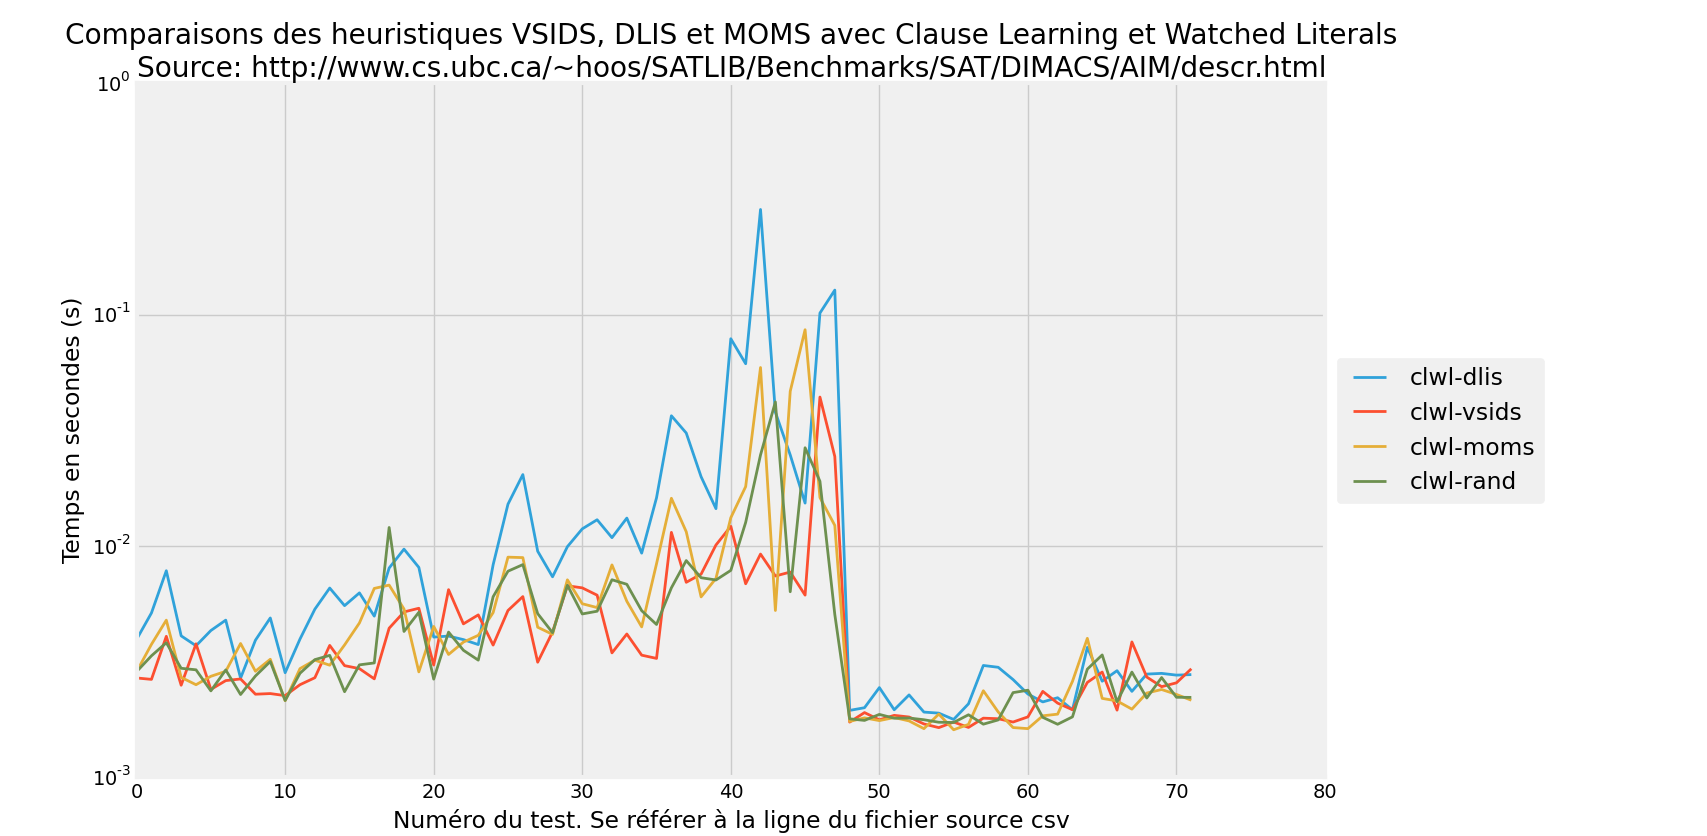 Comparaisons des heuristiques VSIDS, DLIS et MOMS avec Clause Learning et Watched Literals
Source: http://www.cs.ubc.ca/~hoos/SATLIB/Benchmarks/SAT/DIMACS/AIM/descr.html
10^0
10^-1
10^-2
10^-3
Temps en secondes (s)
0 10 20 30 40 50 60 70 80
Numéro du test. Se référer à la ligne du fichier source csv
clwl-dlis
clwl-vsids
clwl-moms
clwl-rand